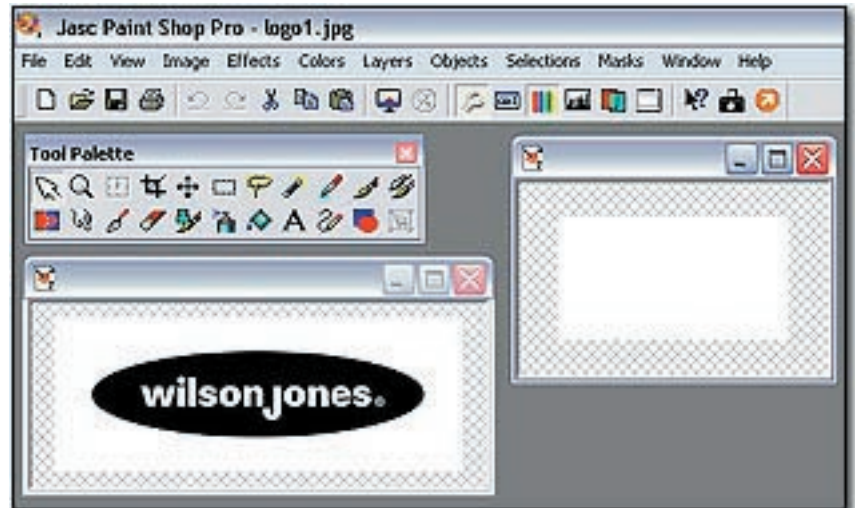 Jasc Paint Shop Pro - logo1.jpg
File Edit View Image Effects Colors Layers Objects Selections Masks Window Help
Tool Palette
wilsonjones®